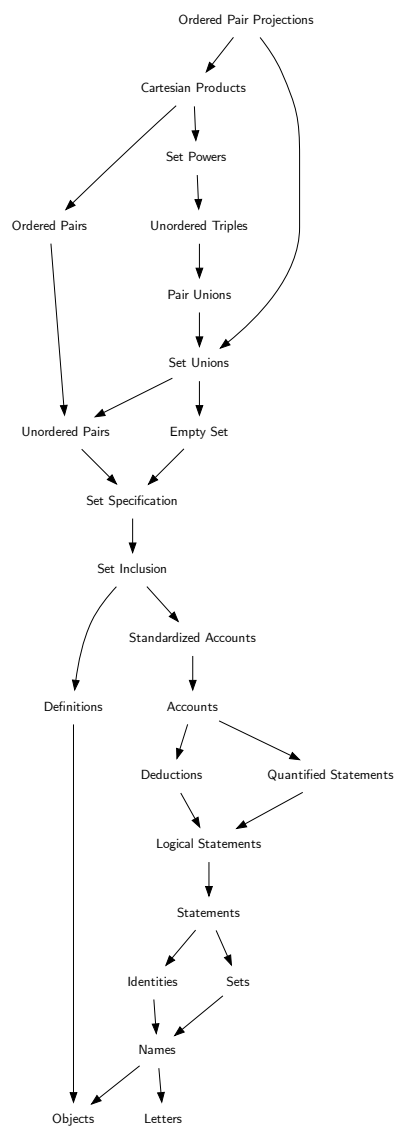 Ordered Pair Projections
Cartesian Products
Set Powers
Ordered Pairs
Unordered Triples
Pair Unions
Set Unions
Unordered Pairs
Empty Set
Set Specification
Set Inclusion
Standardized Accounts
Definitions
Accounts
Deductions
Quantified Statements
Logical Statements
Statements
Identities
Sets
Names
Objects
Letters